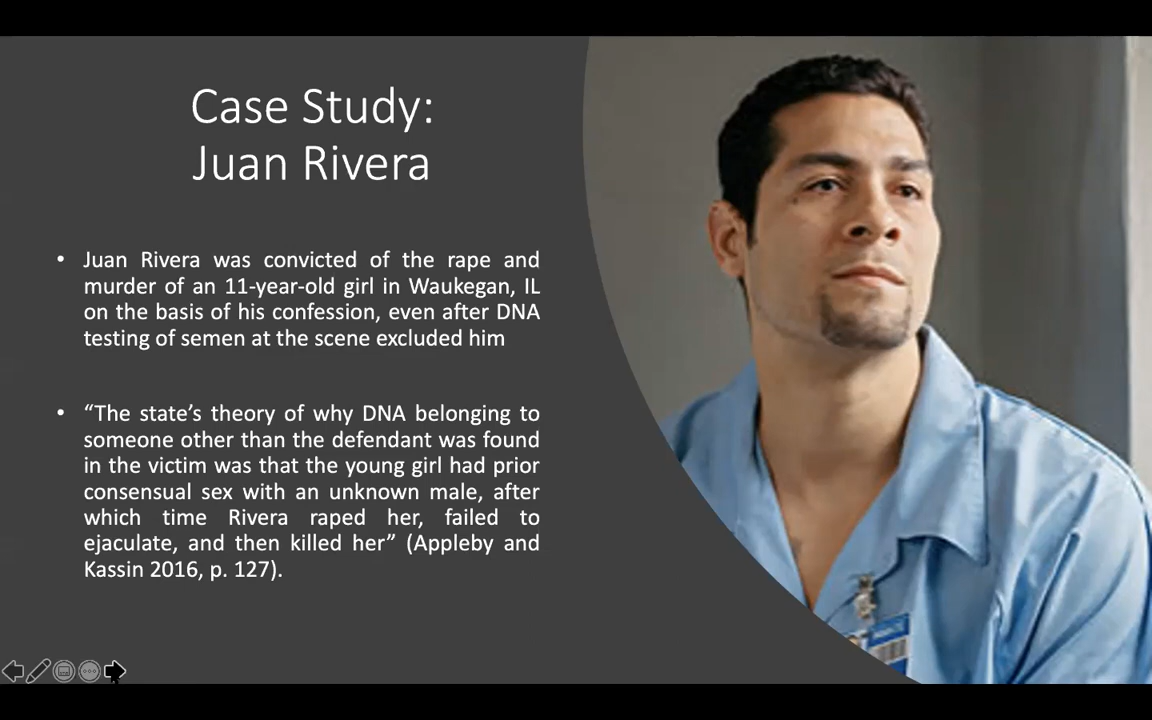 Case Study:
Juan Rivera
• Juan Rivera was convicted of the rape and
murder of an 11-year-old girl in Waukegan, IL
on the basis of his confession, even after DNA
testing of semen at the scene excluded him
• “The state’s theory of why DNA belonging to
someone other than the defendant was found
in the victim was that the young girl had prior
consensual sex with an unknown male, after
which time Rivera raped her, failed to
ejaculate, and then killed her” (Appleby and
Kassin 2016, p. 127).